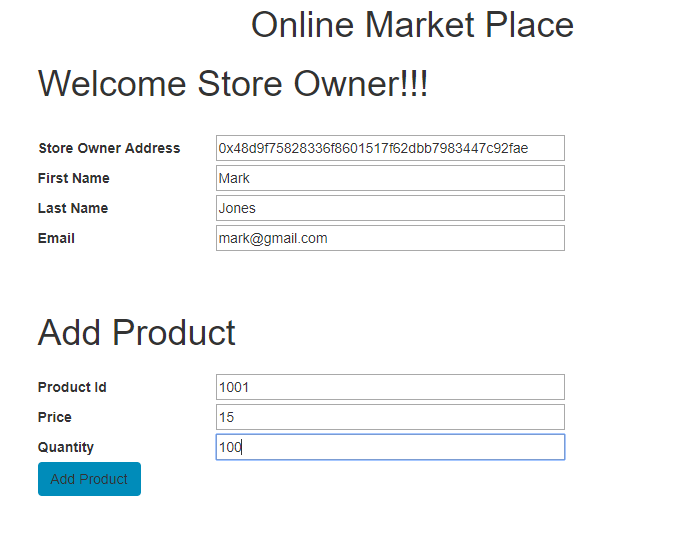 Online Market Place
Welcome Store Owner!!!
Store Owner Address 0x48d9f75828336f8601517f62dbb7983447c92fae
First Name Mark
Last Name Jones
Email mark@gmail.com
Add Product
Product Id 1001
Price 15
Quantity 100
Add Product